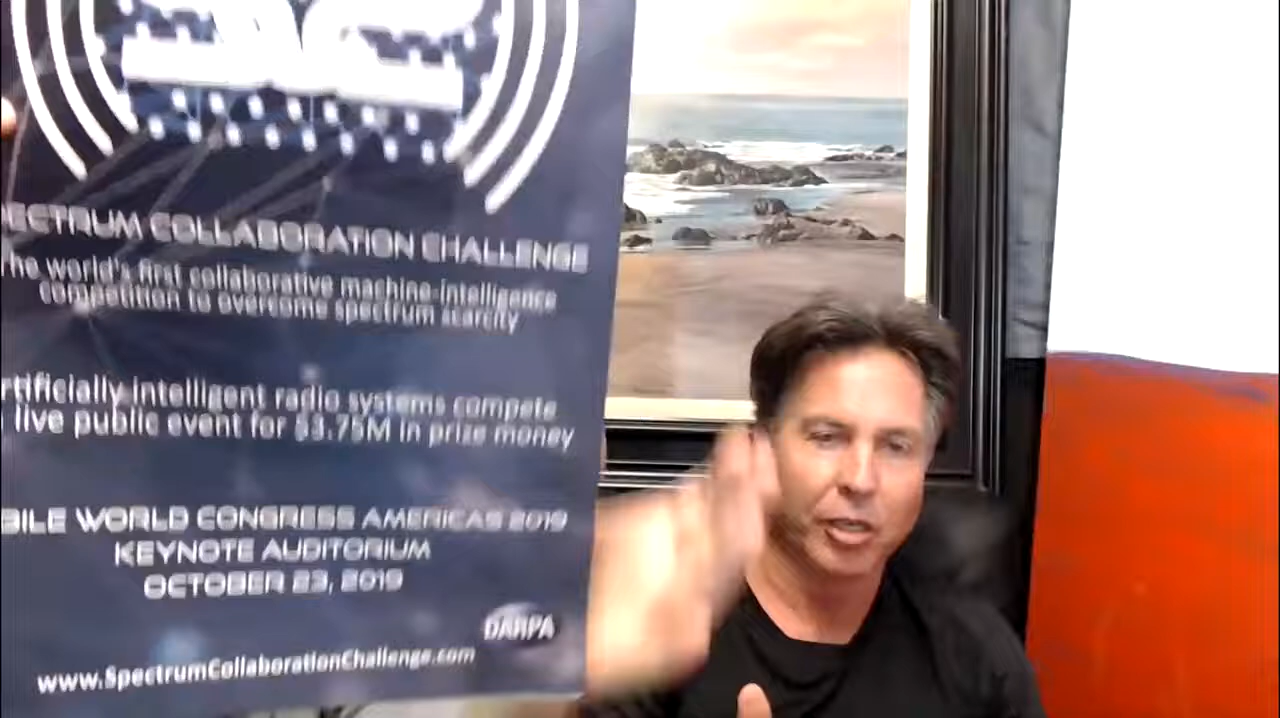 PECTRUM COLLABORATION CHALLENGE
he world's first collaborative machine-intelligence
competition to overcome spectrum scarcity
rtificially intelligent radio systems compete
live public event for $3.75M in prize money
BILE WORLD CONGRESS AMERICAS 2019
KEYNOTE AUDITORIUM
OCTOBER 23, 2019
DARPA
www.SpectrumCollaborationChallenge.com